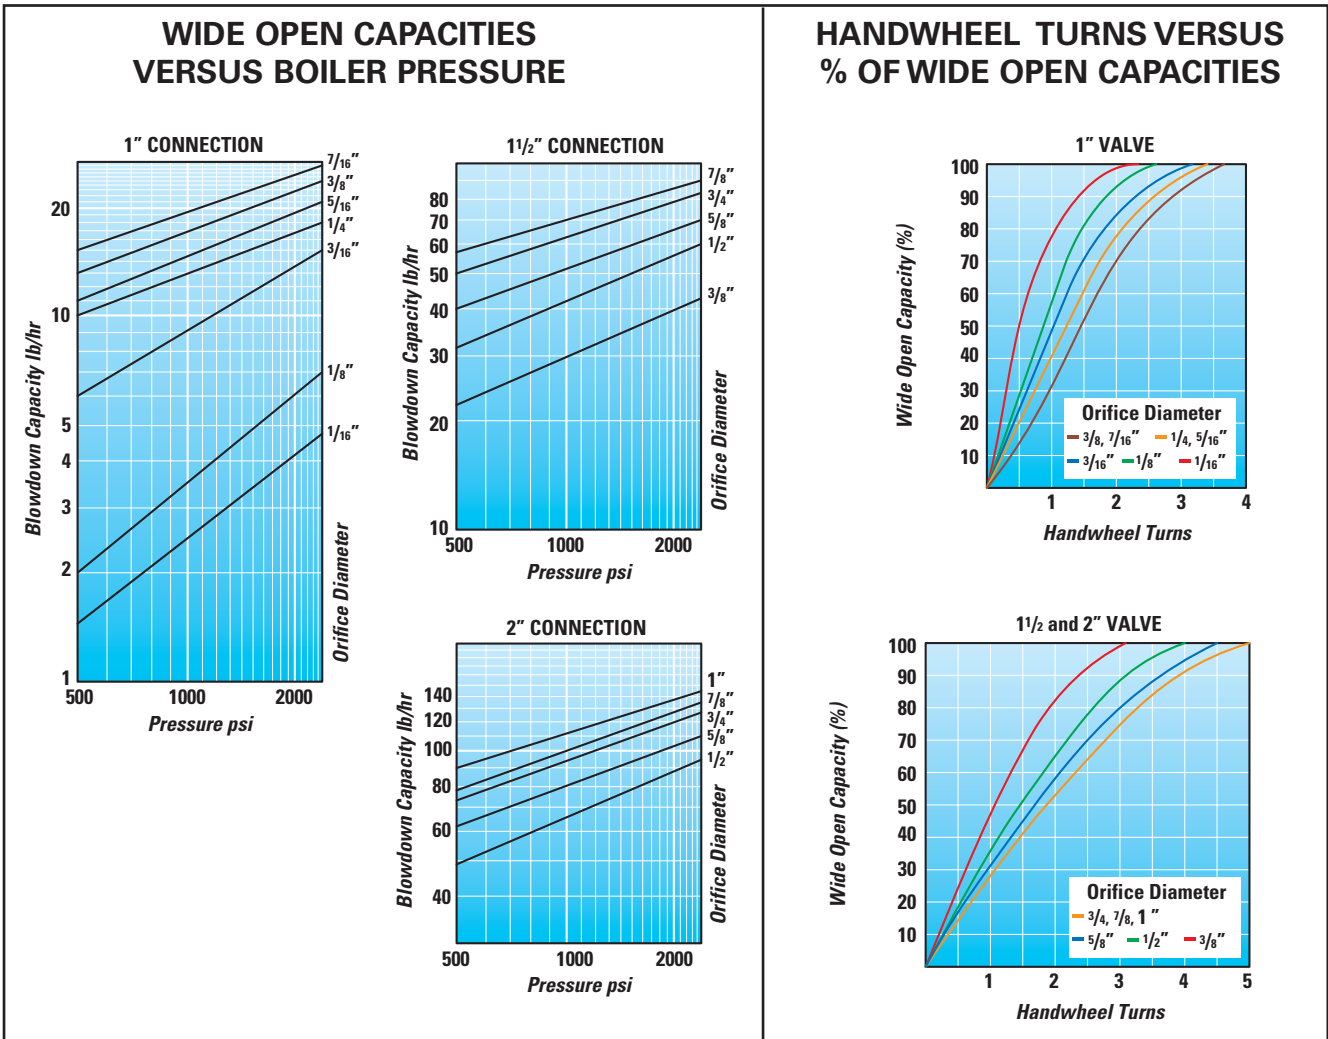 WIDE OPEN CAPACITIES
VERSUS BOILER PRESSURE
1” CONNECTION
Blowdown Capacity lb/hr
20
10
5
4
3
2
1
500
1000
2000
Pressure psi
7/16”
3/8”
5/16”
1/4”
3/16”
1/8”
1/16”
Orifice Diameter
11/2” CONNECTION
Blowdown Capacity lb/hr
80
70
60
50
40
30
20
10
500
1000
2000
Pressure psi
7/8”
3/4”
5/8”
1/2”
3/8”
Orifice Diameter
2” CONNECTION
Blowdown Capacity lb/hr
140
120
100
80
60
40
500
1000
2000
Pressure psi
1”
7/8”
3/4”
5/8”
1/2”
Orifice Diameter
HANDWHEEL TURNS VERSUS
% OF WIDE OPEN CAPACITIES
1” VALVE
Wide Open Capacity (%)
100
90
80
70
60
50
40
30
20
10
Orifice Diameter
3/8, 7/16” 1/4, 5/16”
3/16” 1/8” 1/16”
1 2 3 4
Handwheel Turns
11/2 and 2” VALVE
Wide Open Capacity (%)
100
90
80
70
60
50
40
30
20
10
Orifice Diameter
3/4, 7/8, 1”
5/8” 1/2” 3/8”
1 2 3 4 5
Handwheel Turns